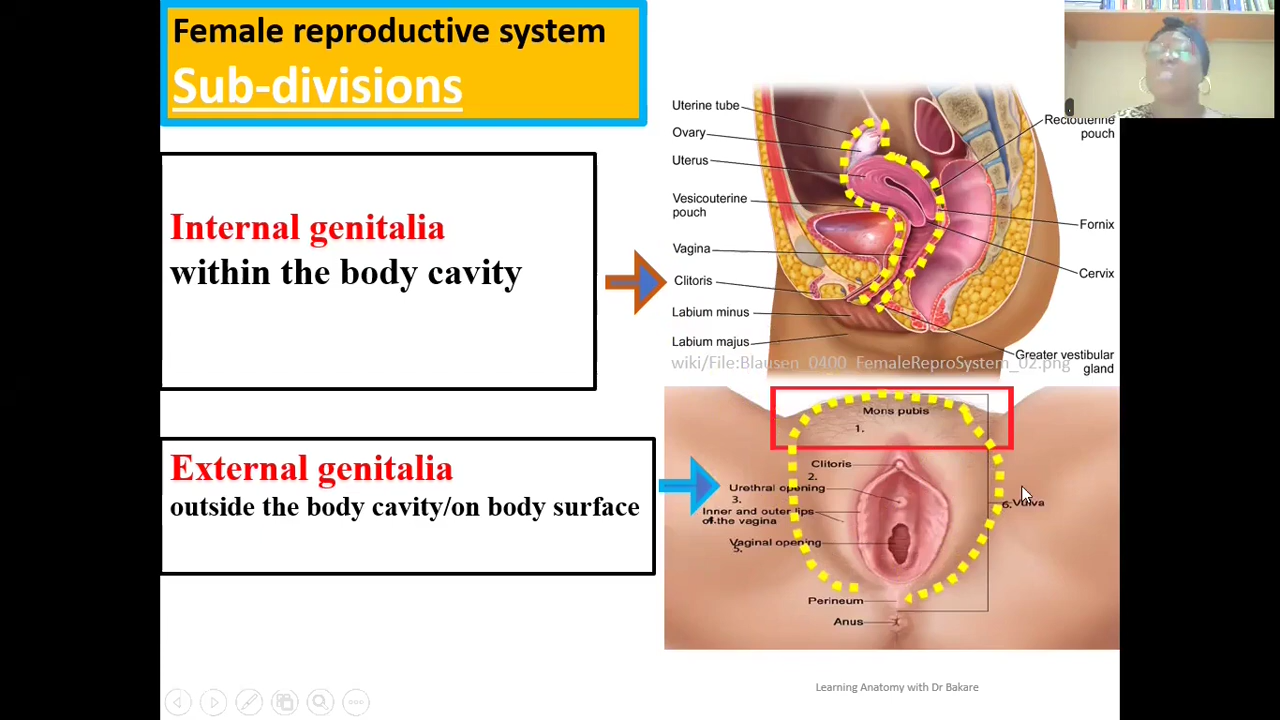 Female reproductive system
Sub-divisions
Internal genitalia
within the body cavity
External genitalia
outside the body cavity/on body surface
Uterine tube
Ovary
Uterus
Vesicouterine
pouch
Vagina
Clitoris
Labium minus
Labium majus
Rectouterine
pouch
Fornix
Cervix
Greater vestibular
gland
wiki/File:Blausen_0400_FemaleReproSystem_02.png
Mons pubis
1.
Clitoris
2.
Urethral opening
3.
Inner and outer lips
of the vagina
4.
Vaginal opening
5.
6.
Vulva
Perineum
Anus
Learning Anatomy with Dr Bakare